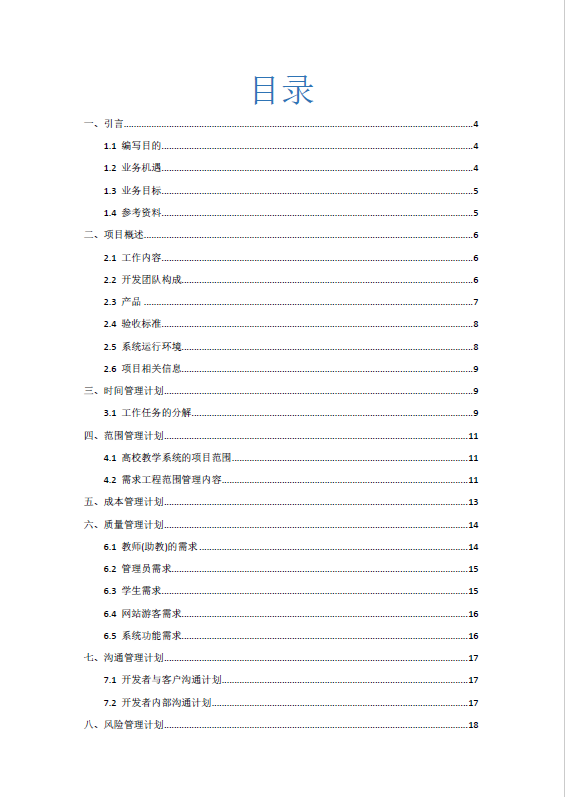 目录
一、引言........................4
1.1 编写目的........................4
1.2 业务机遇........................4
1.3 业务目标........................5
1.4 参考资料........................5
二、项目概述........................6
2.1 工作内容........................6
2.2 开发团队构成........................6
2.3 产品........................7
2.4 验收标准........................8
2.5 系统运行环境........................8
2.6 项目相关信息........................9
三、时间管理计划........................9
3.1 工作任务的分解........................9
四、范围管理计划........................11
4.1 高校教学系统的项目范围........................11
4.2 需求工程范围管理内容........................11
五、成本管理计划........................13
六、质量管理计划........................14
6.1 教师(助教)的需求........................14
6.2 管理员需求........................15
6.3 学生需求........................15
6.4 网站游客需求........................16
6.5 系统功能需求........................16
七、沟通管理计划........................17
7.1 开发者与客户沟通计划........................17
7.2 开发者内部沟通计划........................17
八、风险管理计划........................18